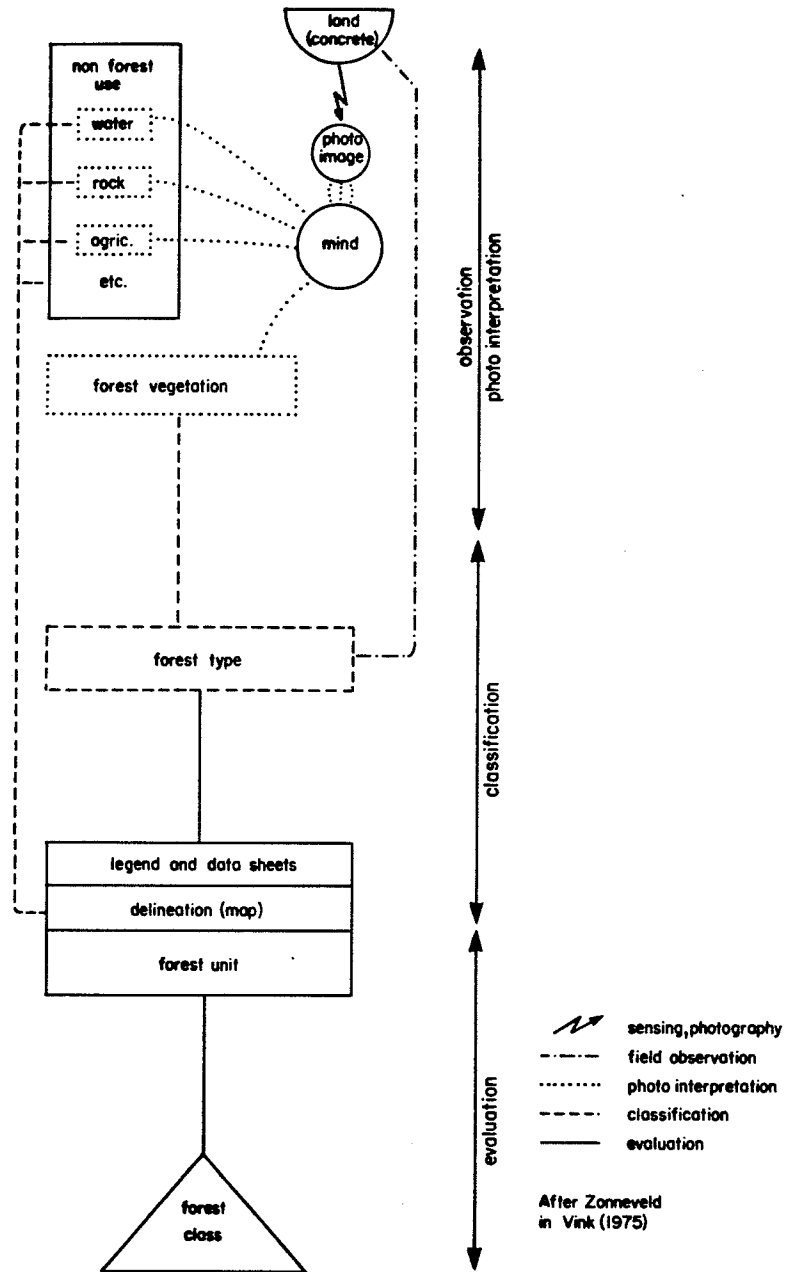 land
(concrete)
non forest
use
water
rock
agric.
etc.
photo
image
mind
forest vegetation
observation
photo interpretation
forest type
classification
legend and data sheets
delineation (map)
forest unit
evaluation
forest
class
sensing,photography
field observation
photo interpretation
classification
evaluation
After Zonneveld
in Vink (1975)